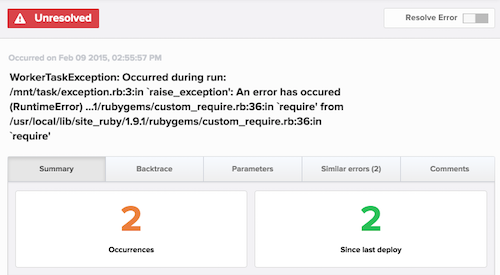 Unresolved
Resolve Error
Occurred on Feb 09 2015, 02:55:57 PM
WorkerTaskException: Occurred during run:
/mnt/task/exception.rb:3:in `raise_exception': An error has occured
(RuntimeError) ...1/rubygems/custom_require.rb:36:in `require' from
/usr/local/lib/site_ruby/1.9.1/rubygems/custom_require.rb:36:in
`require'
Summary
Backtrace
Parameters
Similar errors (2)
Comments
2
Occurrences
2
Since last deploy